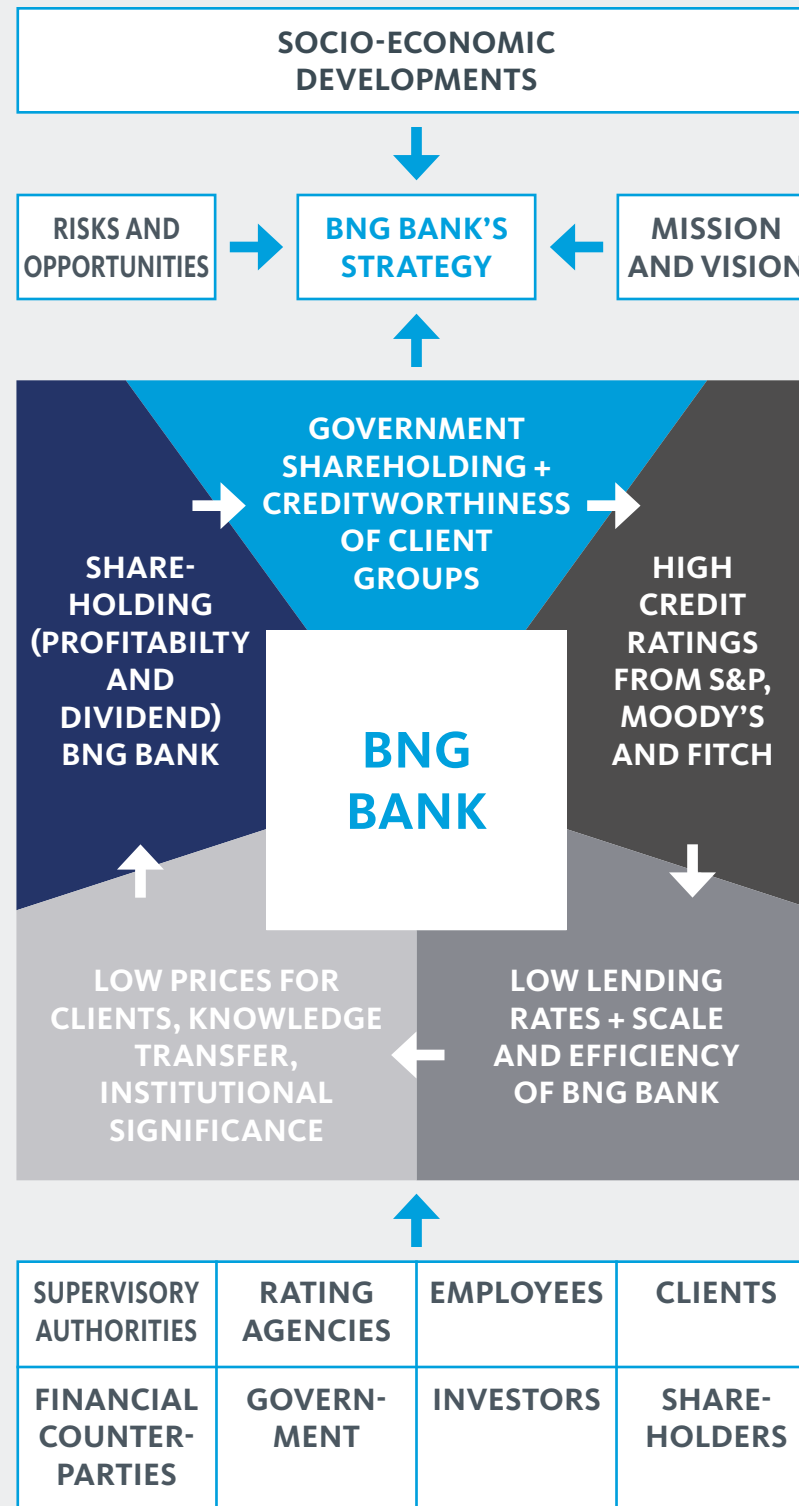 SOCIO-ECONOMIC
DEVELOPMENTS
RISKS AND
OPPORTUNITIES
BNG BANK'S
STRATEGY
MISSION
AND VISION
GOVERNMENT
SHAREHOLDING +
CREDITWORTHINESS
OF CLIENT
GROUPS
SHARE-
HOLDING
(PROFITABILTY
AND
DIVIDEND)
BNG BANK
HIGH
CREDIT
RATINGS
FROM S&P,
MOODY'S
AND FITCH
BNG
BANK
LOW PRICES FOR
CLIENTS, KNOWLEDGE
TRANSFER,
INSTITUTIONAL
SIGNIFICANCE
LOW LENDING
RATES + SCALE
AND EFFICIENCY
OF BNG BANK
SUPERVISORY
AUTHORITIES
RATING
AGENCIES
EMPLOYEES
CLIENTS
FINANCIAL
COUNTER-
PARTIES
GOVERN-
MENT
INVESTORS
SHARE-
HOLDERS